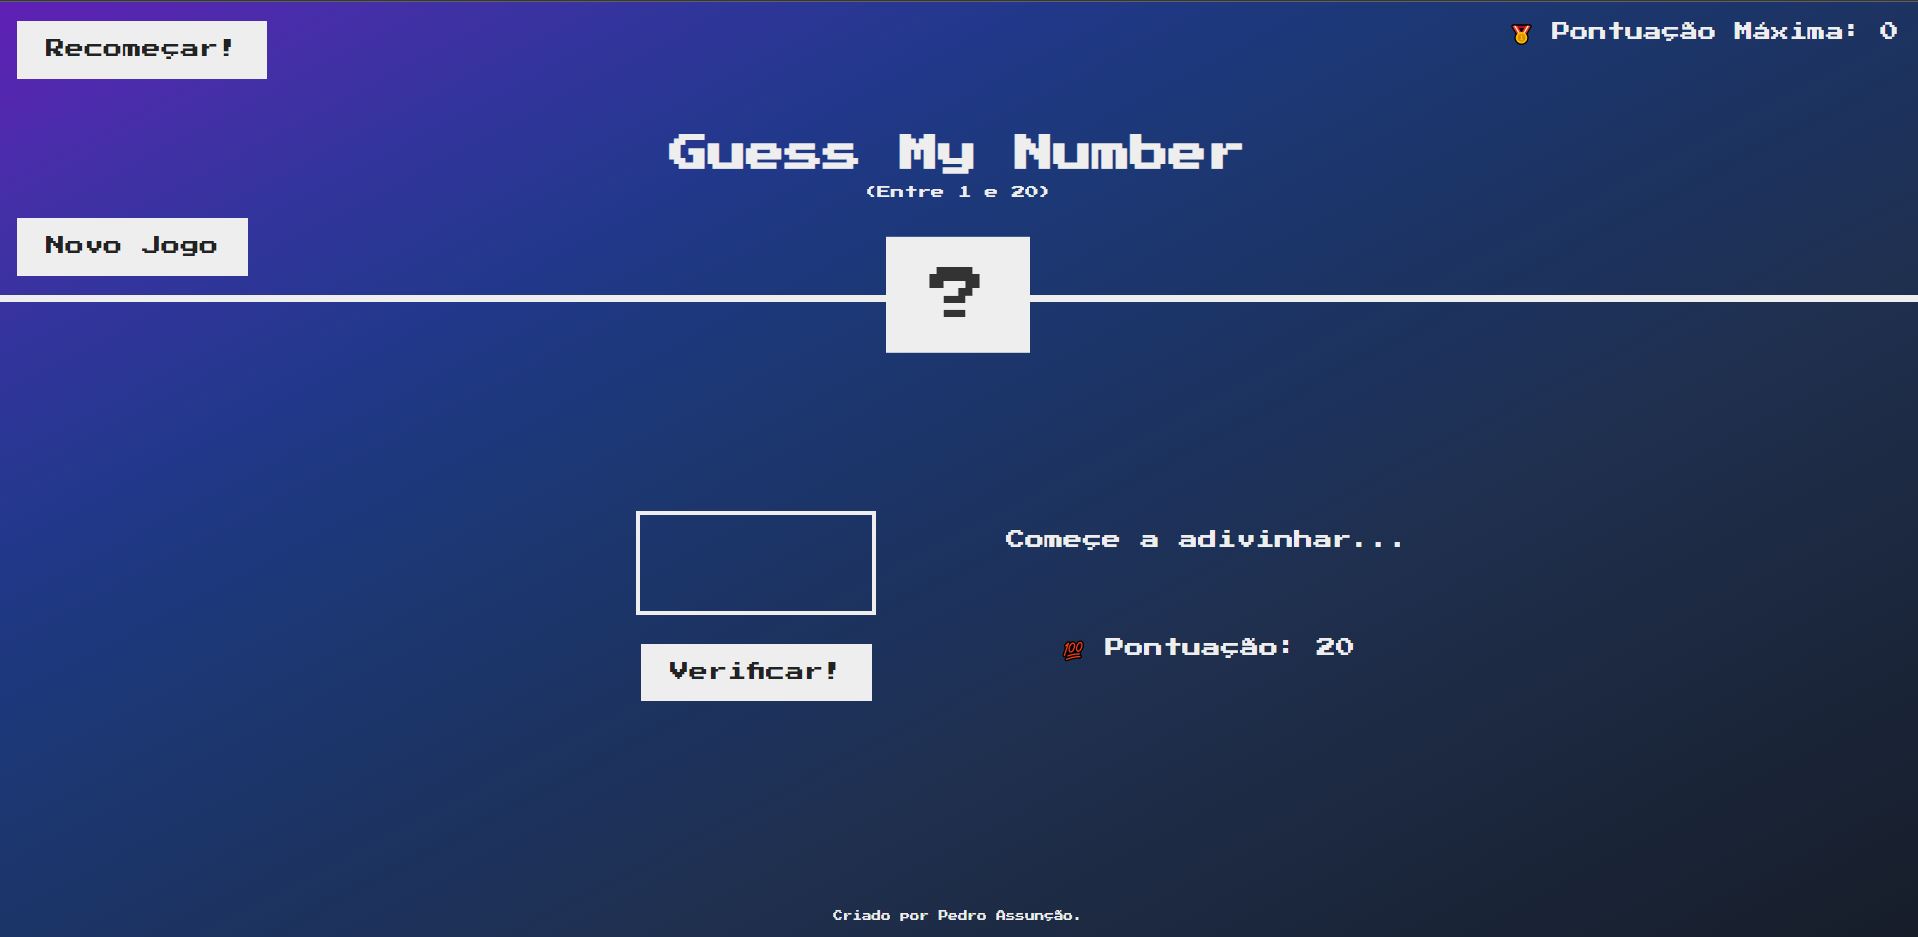 Recomeçar!
🏅 Pontuação Máxima: 0
Guess My Number
(Entre 1 e 20)
Novo Jogo
?
Começe a adivinhar...
💯 Pontuação: 20
Verificar!
Criado por Pedro Assunção.